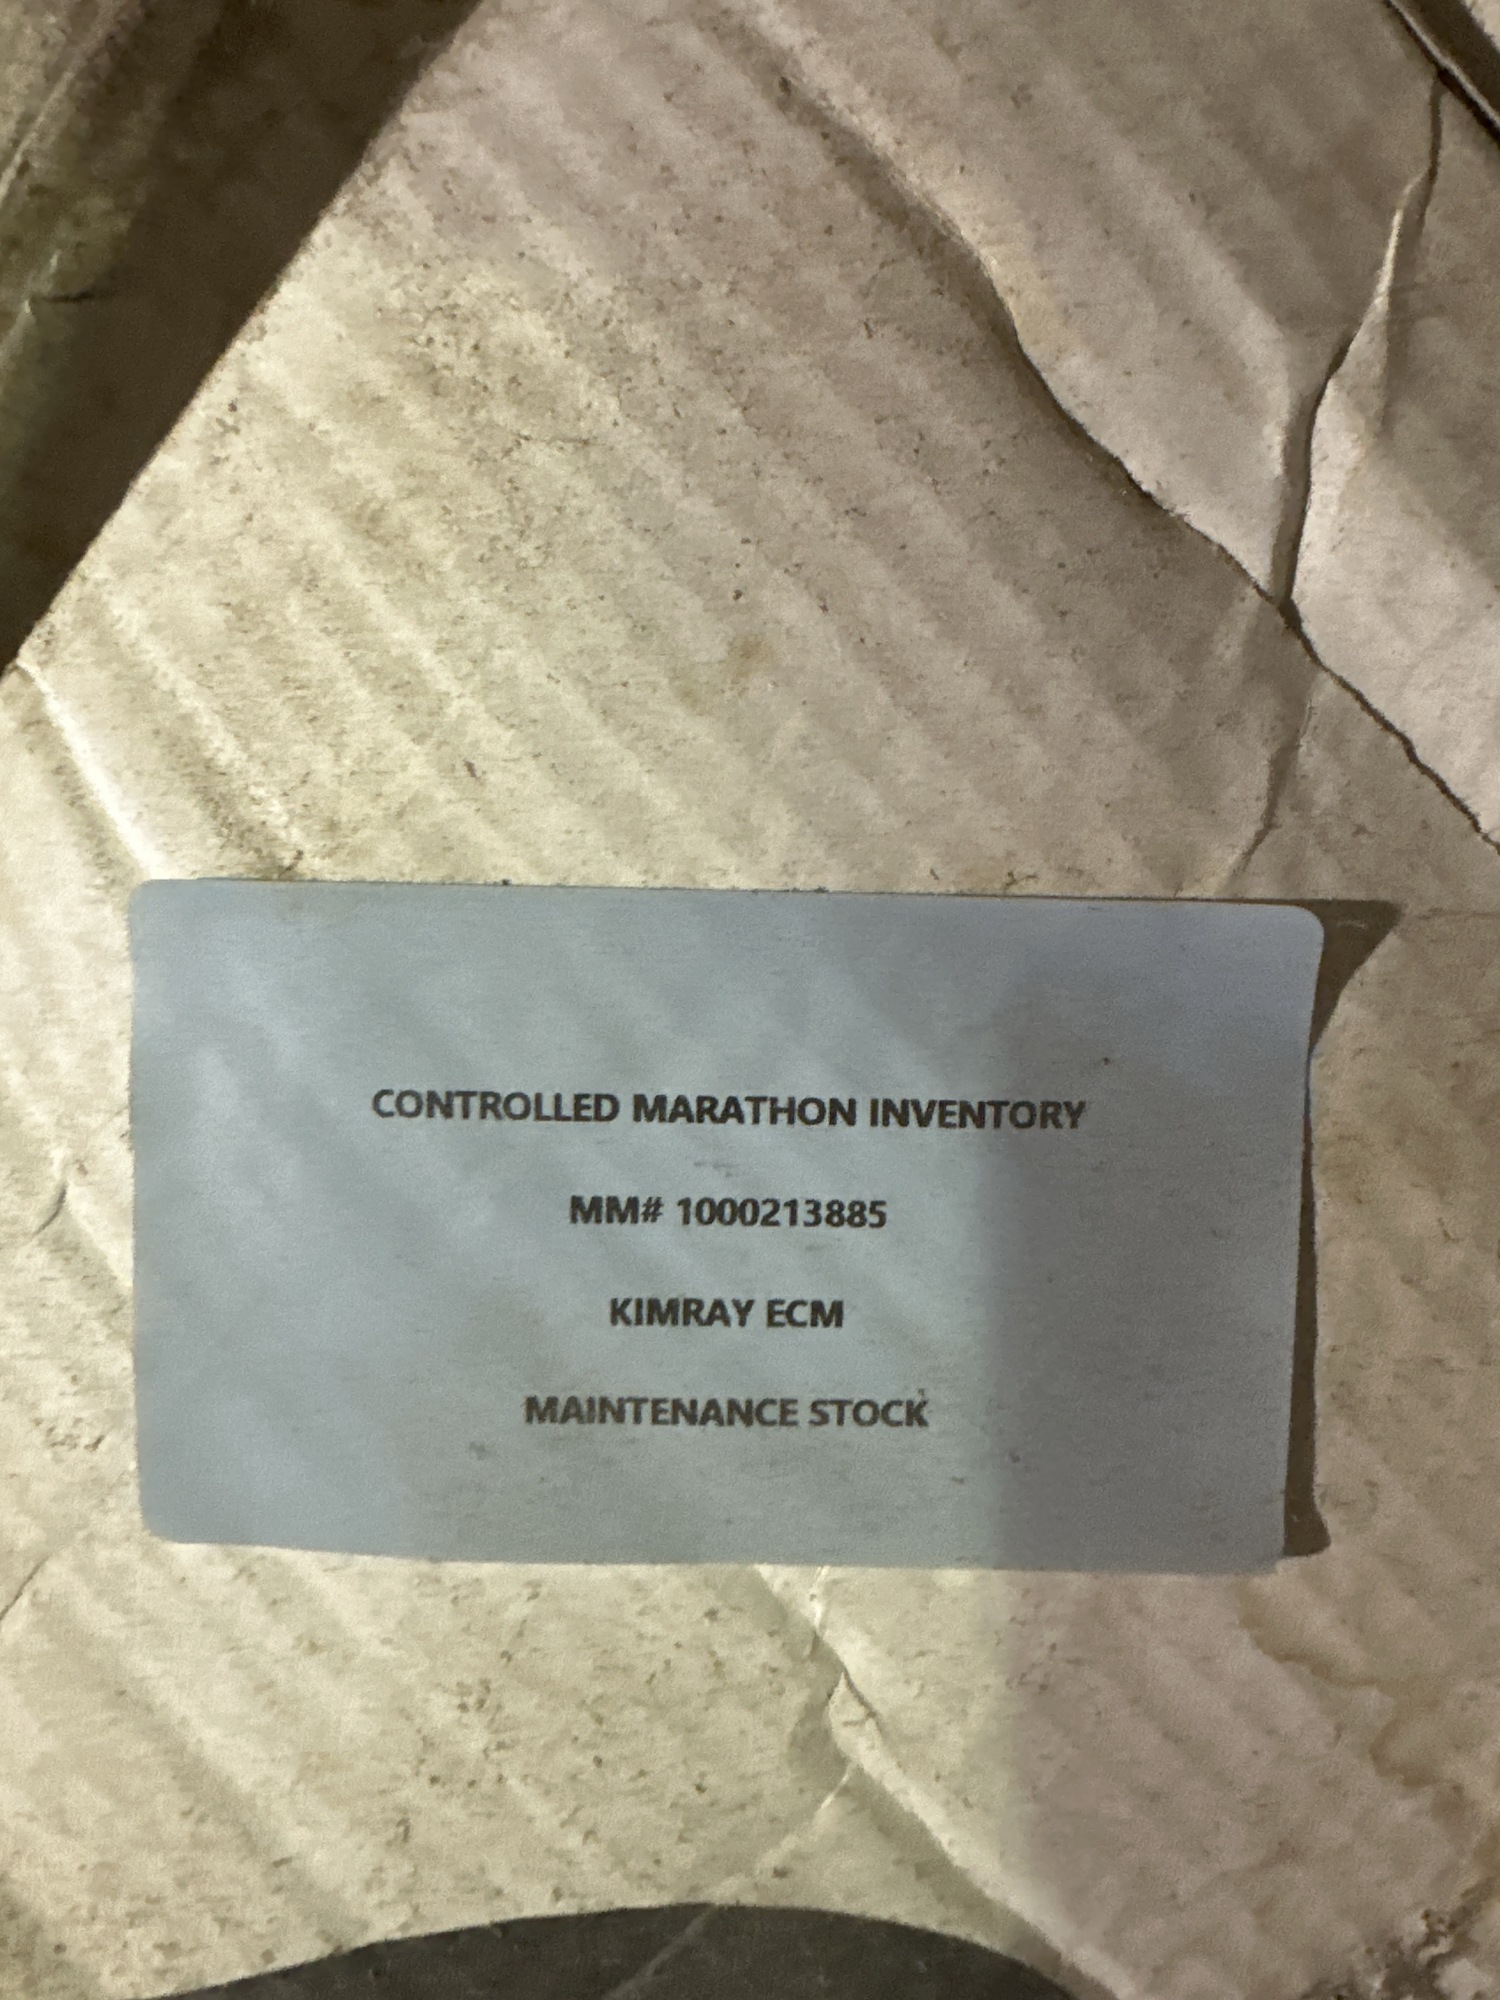 CONTROLLED MARATHON INVENTORY
MM# 1000213885
KIMRAY ECM
MAINTENANCE STOCK